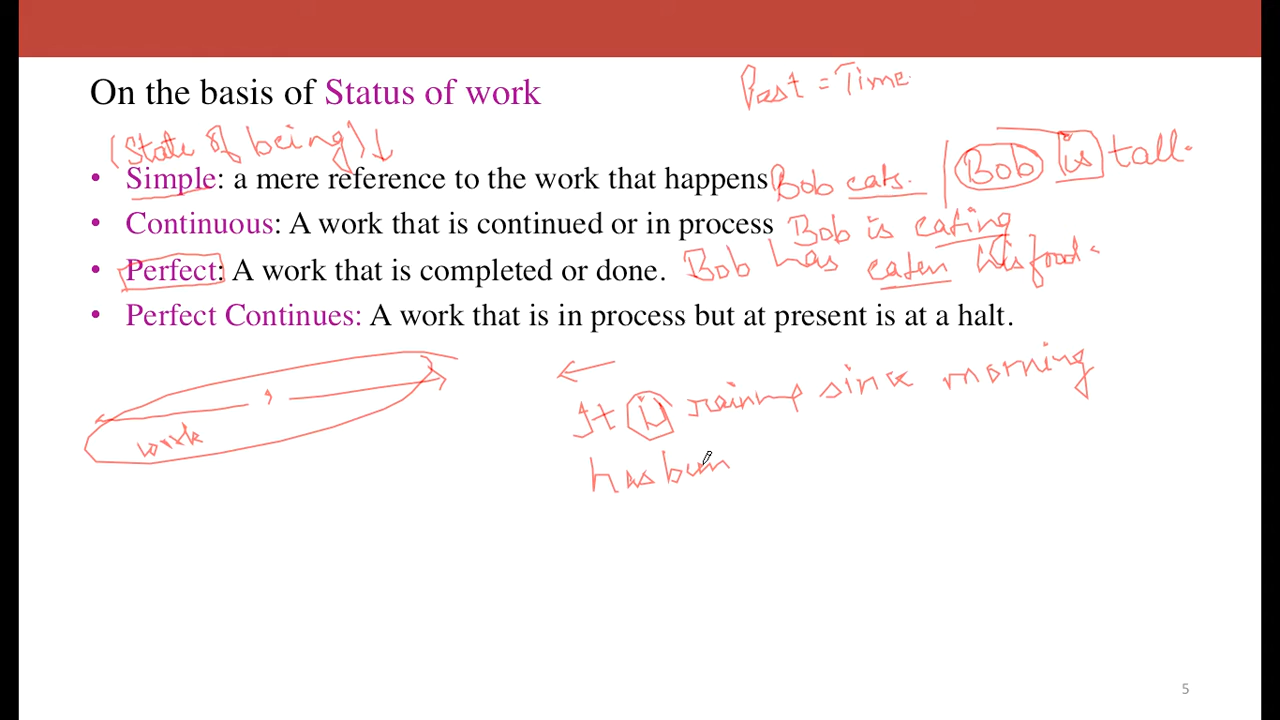 On the basis of Status of work
Past = Time
(State of being)
• Simple: a mere reference to the work that happens Bob eats. | Bob is tall.
• Continuous: A work that is continued or in process Bob is eating
• Perfect: A work that is completed or done. Bob has eaten his food.
• Perfect Continues: A work that is in process but at present is at a halt.
work
It is raining since morning
has been
5